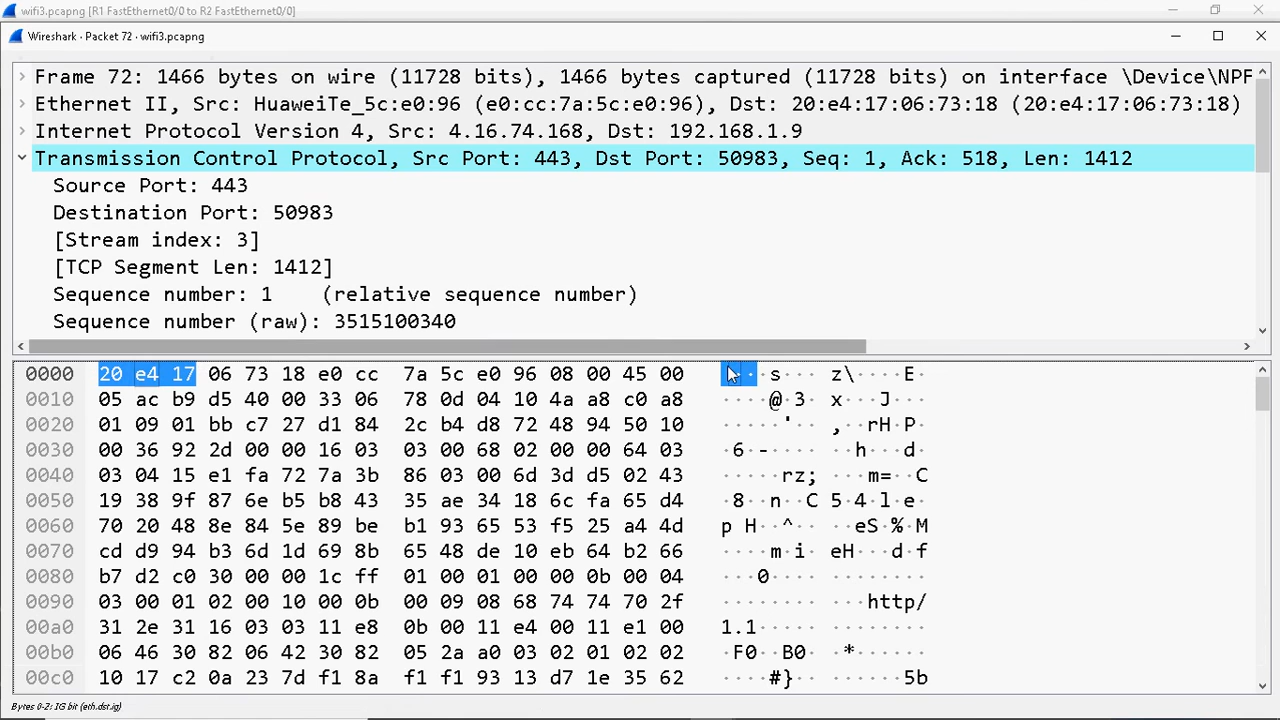 wifi3.pcapng [R1 FastEthernet0/0 to R2 FastEthernet0/0]
Wireshark · Packet 72 · wifi3.pcapng
Frame 72: 1466 bytes on wire (11728 bits), 1466 bytes captured (11728 bits) on interface \Device\NPF
Ethernet II, Src: HuaweiTe_5c:e0:96 (e0:cc:7a:5c:e0:96), Dst: 20:e4:17:06:73:18 (20:e4:17:06:73:18)
Internet Protocol Version 4, Src: 4.16.74.168, Dst: 192.168.1.9
Transmission Control Protocol, Src Port: 443, Dst Port: 50983, Seq: 1, Ack: 518, Len: 1412
Source Port: 443
Destination Port: 50983
[Stream index: 3]
[TCP Segment Len: 1412]
Sequence number: 1    (relative sequence number)
Sequence number (raw): 3515100340
0000 20 e4 17 06 73 18 e0 cc 7a 5c e0 96 08 00 45 00 ··s··· z\····E·
0010 05 ac b9 d5 40 00 33 06 78 0d 04 10 4a a8 c0 a8 ····@·3· x···J···
0020 01 09 01 bb c7 27 d1 84 2c b4 d8 72 48 94 50 10 ·····'·· ,··rH·P·
0030 00 36 92 2d 00 00 16 03 03 00 68 02 00 00 64 03 ·6·-···· ··h···d·
0040 03 04 15 e1 fa 72 7a 3b 86 03 00 6d 3d d5 02 43 ·····rz; ···m=··C
0050 19 38 9f 87 6e b5 b8 43 35 ae 34 18 6c fa 65 d4 ·8··n··C 5·4·l·e·
0060 70 20 48 8e 84 5e 89 be b1 93 65 53 f5 25 a4 4d p H··^·· ··eS·%·M
0070 cd d9 94 b3 6d 1d 69 8b 65 48 de 10 eb 64 b2 66 ····m·i· eH···d·f
0080 b7 d2 c0 30 00 00 1c ff 01 00 01 00 00 0b 00 04 ···0···· ········
0090 03 00 01 02 00 10 00 0b 00 09 08 68 74 74 70 2f ········ ···http/
00a0 31 2e 31 16 03 03 11 e8 0b 00 11 e4 00 11 e1 00 1.1····· ········
00b0 06 46 30 82 06 42 30 82 05 2a a0 03 02 01 02 02 ·F0··B0· ·*······
00c0 10 17 c2 0a 23 7d f1 8a f1 f1 93 13 d7 1e 35 62 ····#}·· ······5b
Bytes 0-2: IG bit (eth.dst.ig)